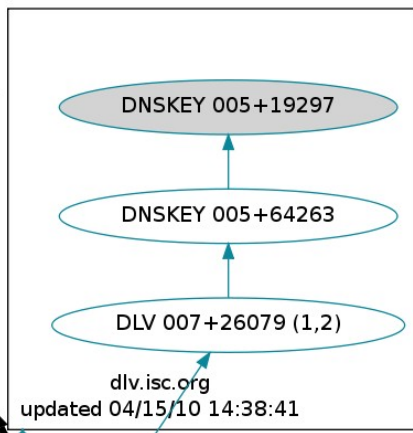 DNSKEY 005+19297
DNSKEY 005+64263
DLV 007+26079 (1,2)
dlv.isc.org
updated 04/15/10 14:38:41